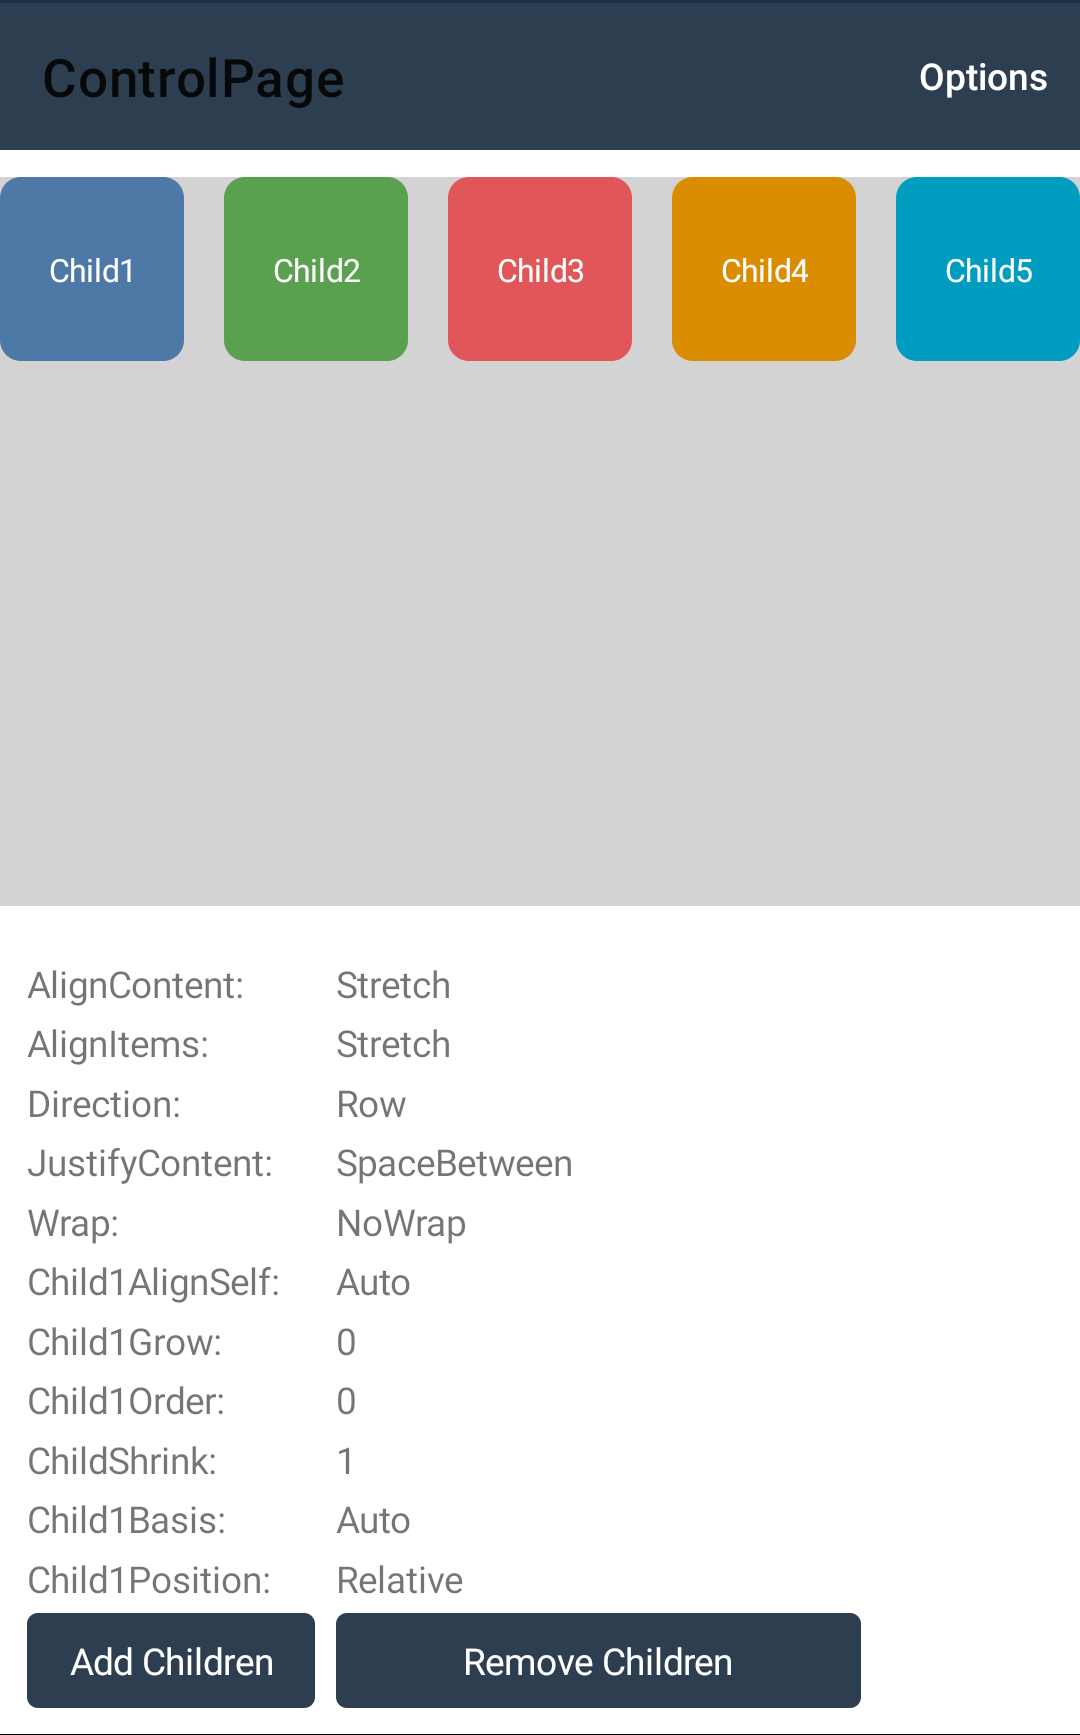 ControlPage Options
Child1 Child2 Child3 Child4 Child5
AlignContent: Stretch
AlignItems: Stretch
Direction: Row
JustifyContent: SpaceBetween
Wrap: NoWrap
Child1AlignSelf: Auto
Child1Grow: 0
Child1Order: 0
ChildShrink: 1
Child1Basis: Auto
Child1Position: Relative
Add Children Remove Children